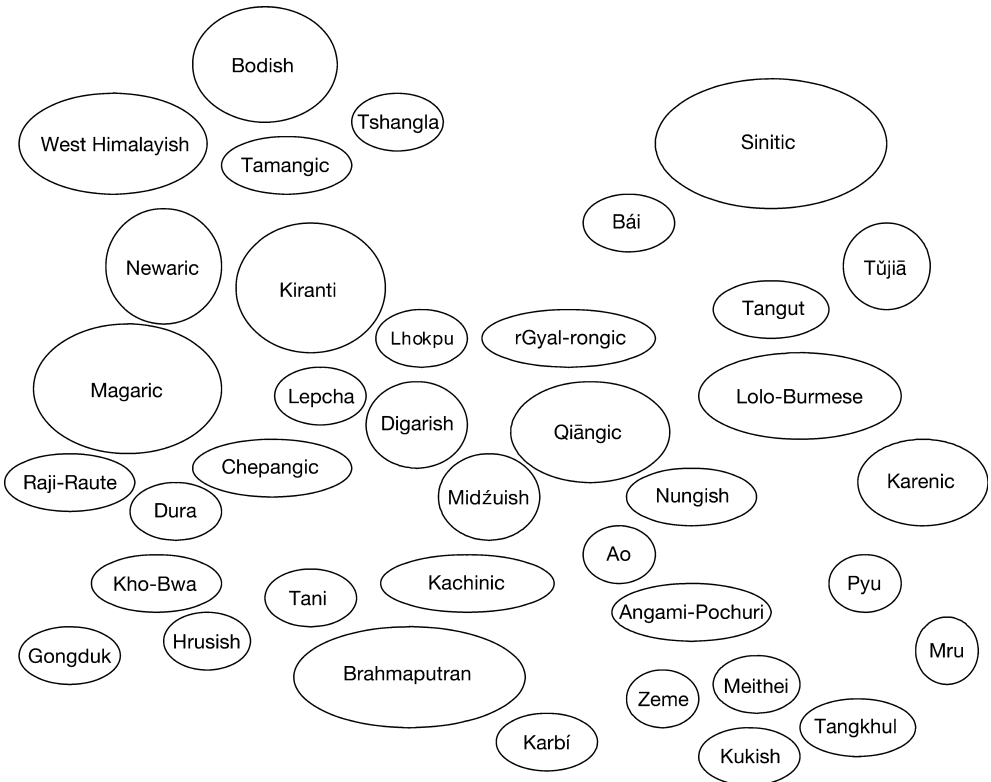 Bodish
Tshangla
West Himalayish
Sinitic
Tamangic
Bái
Newaric
Tǔjiā
Kiranti
Tangut
Lhokpu
rGyal-rongic
Magaric
Lepcha
Lolo-Burmese
Digarish
Qiāngic
Chepangic
Raji-Raute
Karenic
Midźuish
Nungish
Dura
Ao
Kho-Bwa
Kachinic
Pyu
Tani
Angami-Pochuri
Hrusish
Gongduk
Mru
Brahmaputran
Meithei
Zeme
Tangkhul
Karbí
Kukish